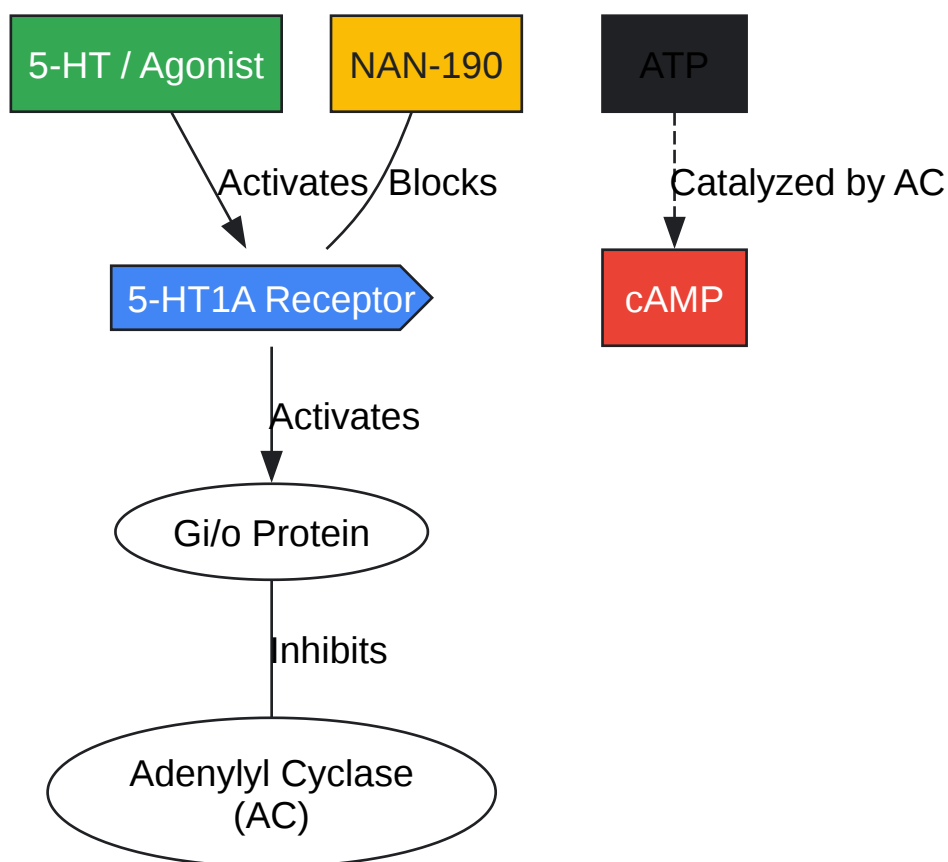 5-HT / Agonist
NAN-190
ATP
Activates
Blocks
Catalyzed by AC
5-HT1A Receptor
cAMP
Activates
Gi/o Protein
Inhibits
Adenylyl Cyclase
(AC)